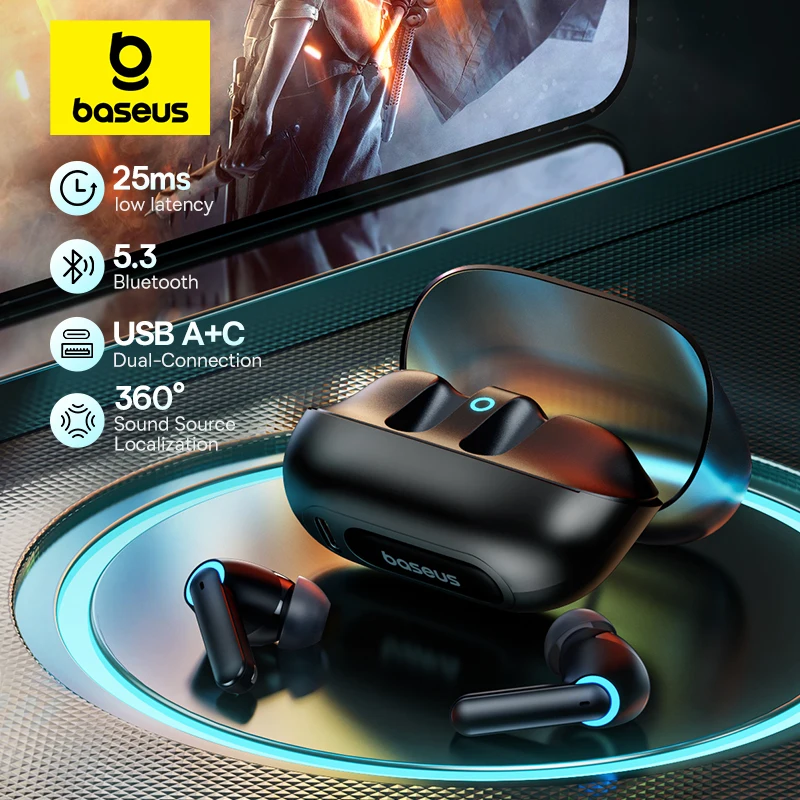 baseus
25ms
low latency
5.3
Bluetooth
USB A+C
Dual-Connection
360°
Sound Source
Localization
baseus